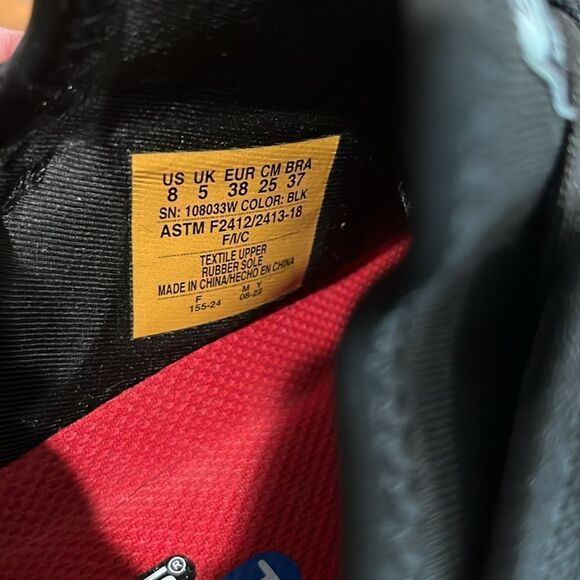 US UK EUR CM BRA
8 5 38 25 37
SN: 108033W COLOR: BLK
ASTM F2412/2413-18
F/I/C
TEXTILE UPPER
RUBBER SOLE
MADE IN CHINA/HECHO EN CHINA
F M Y
155-24 08-22
®